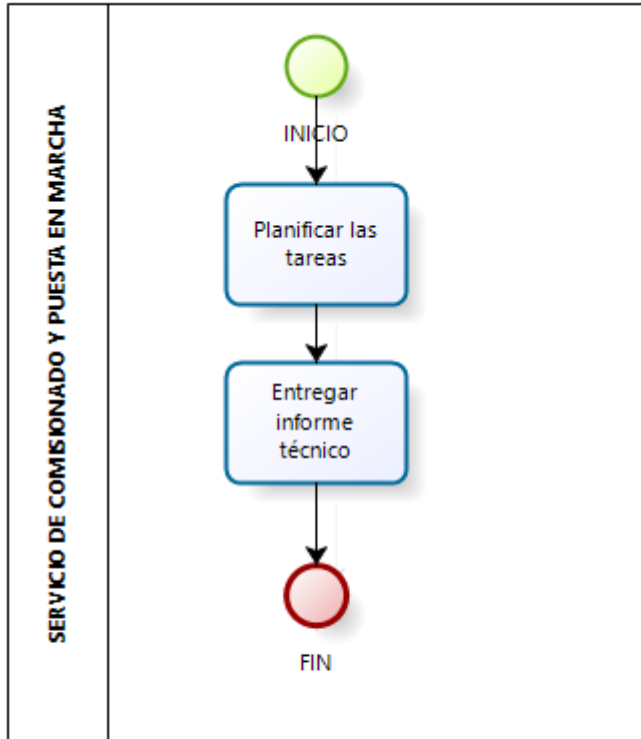 SERVICIO DE COMISIONADO Y PUESTA EN MARCHA
INICIO
Planificar las
tareas
Entregar
informe
técnico
FIN